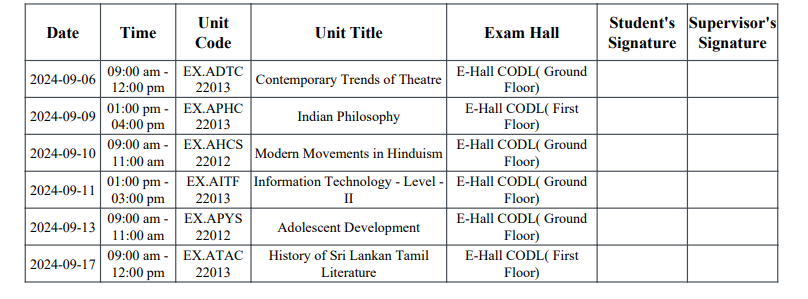 Date Time Unit Code Unit Title Exam Hall Student's Signature Supervisor's Signature
2024-09-06 09:00 am - 12:00 pm EX.ADTC 22013 Contemporary Trends of Theatre E-Hall CODL( Ground Floor)
2024-09-09 01:00 pm - 04:00 pm EX.APHC 22013 Indian Philosophy E-Hall CODL( First Floor)
2024-09-10 09:00 am - 11:00 am EX.AHCS 22012 Modern Movements in Hinduism E-Hall CODL( Ground Floor)
2024-09-11 01:00 pm - 03:00 pm EX.AITF 22013 Information Technology - Level - II E-Hall CODL( Ground Floor)
2024-09-13 09:00 am - 11:00 am EX.APYS 22012 Adolescent Development E-Hall CODL( Ground Floor)
2024-09-17 09:00 am - 12:00 pm EX.ATAC 22013 History of Sri Lankan Tamil Literature E-Hall CODL( First Floor)